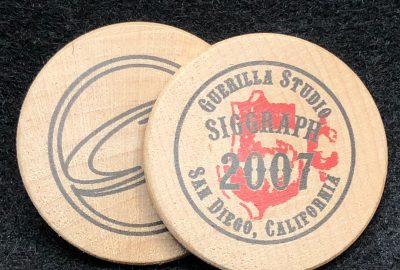 GUERILLA STUDIO
SIGGRAPH
2007
SAN DIEGO, CALIFORNIA